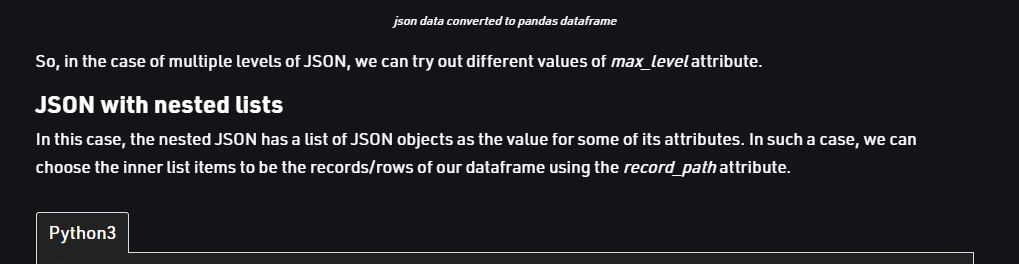 json data converted to pandas dataframe
So, in the case of multiple levels of JSON, we can try out different values of max_level attribute.
JSON with nested lists
In this case, the nested JSON has a list of JSON objects as the value for some of its attributes. In such a case, we can
choose the inner list items to be the records/rows of our dataframe using the record_path attribute.
Python3